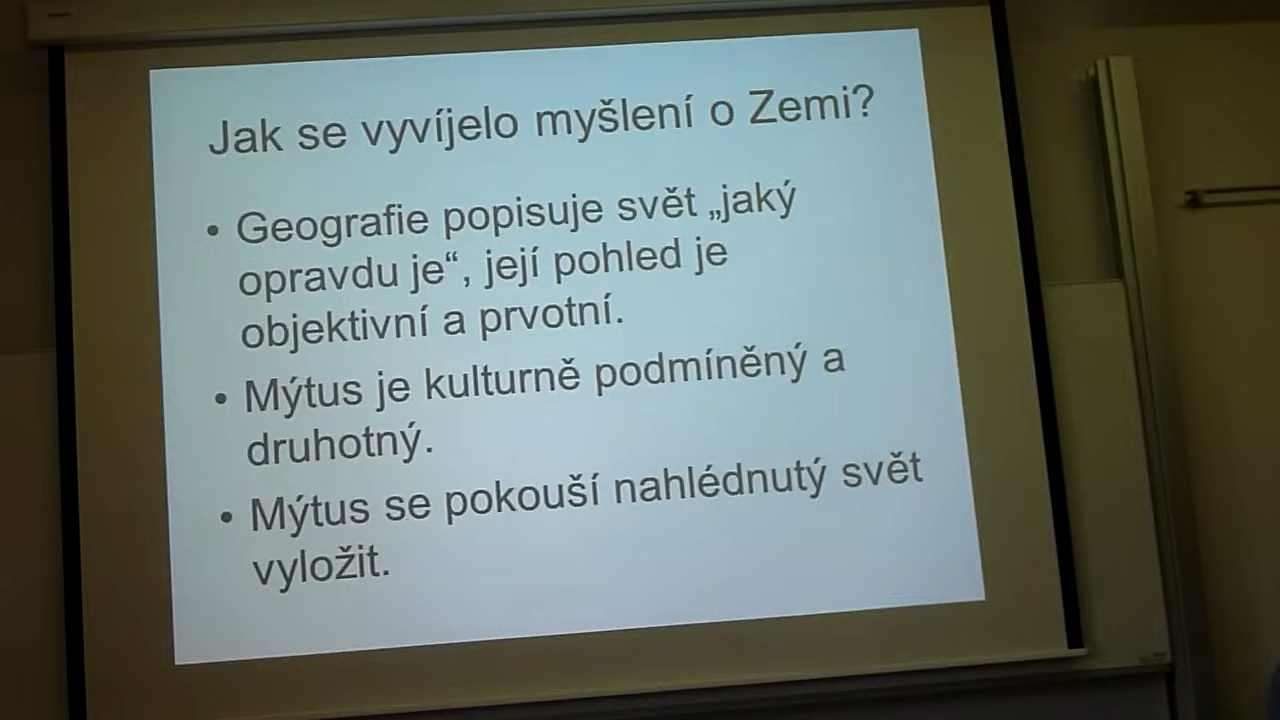 Jak se vyvíjelo myšlení o Zemi?
• Geografie popisuje svět „jaký
opravdu je“, její pohled je
objektivní a prvotní.
• Mýtus je kulturně podmíněný a
druhotný.
• Mýtus se pokouší nahlédnutý svět
vyložit.